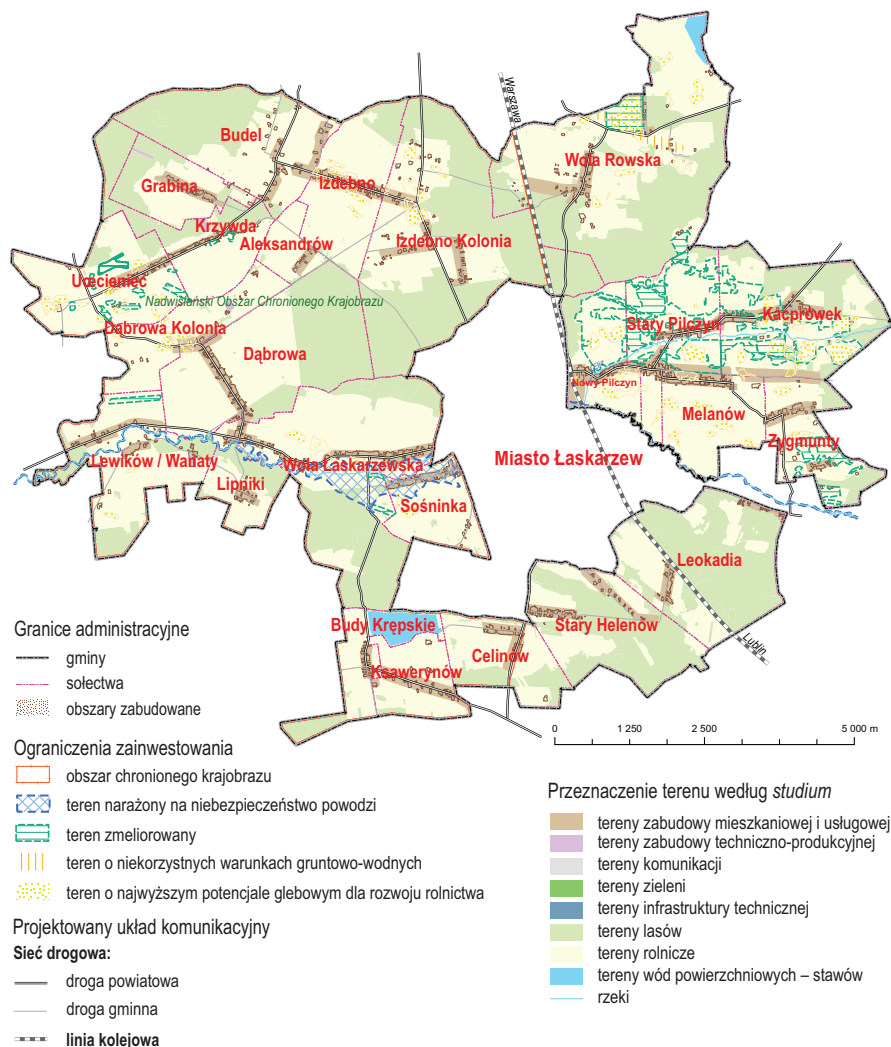 Warszawa
Budel
Wola Rowska
Grabina
Izdebno
Krzywda
Aleksandrów
Izdebno Kolonia
Uścieniec
Nadwiślański Obszar Chronionego Krajobrazu
Kacprówek
Stary Pilczyn
Dąbrowa Kolonia
Dąbrowa
Nowy Pilczyn
Melanów
Zygmunty
Miasto Łaskarzew
Lewików / Wanaty
Wola Łaskarzewska
Lipniki
Sośninka
Leokadia
Budy Krępskie
Stary Helenów
Celinów
Lublin
Ksawerynów
Granice administracyjne
gminy
sołectwa
obszary zabudowane
Ograniczenia zainwestowania
obszar chronionego krajobrazu
teren narażony na niebezpieczeństwo powodzi
teren zmeliorowany
teren o niekorzystnych warunkach gruntowo-wodnych
teren o najwyższym potencjale glebowym dla rozwoju rolnictwa
Projektowany układ komunikacyjny
Sieć drogowa:
droga powiatowa
droga gminna
linia kolejowa
0 1 250 2 500 5 000 m
Przeznaczenie terenu według studium
tereny zabudowy mieszkaniowej i usługowej
tereny zabudowy techniczno-produkcyjnej
tereny komunikacji
tereny zieleni
tereny infrastruktury technicznej
tereny lasów
tereny rolnicze
tereny wód powierzchniowych – stawów
rzeki